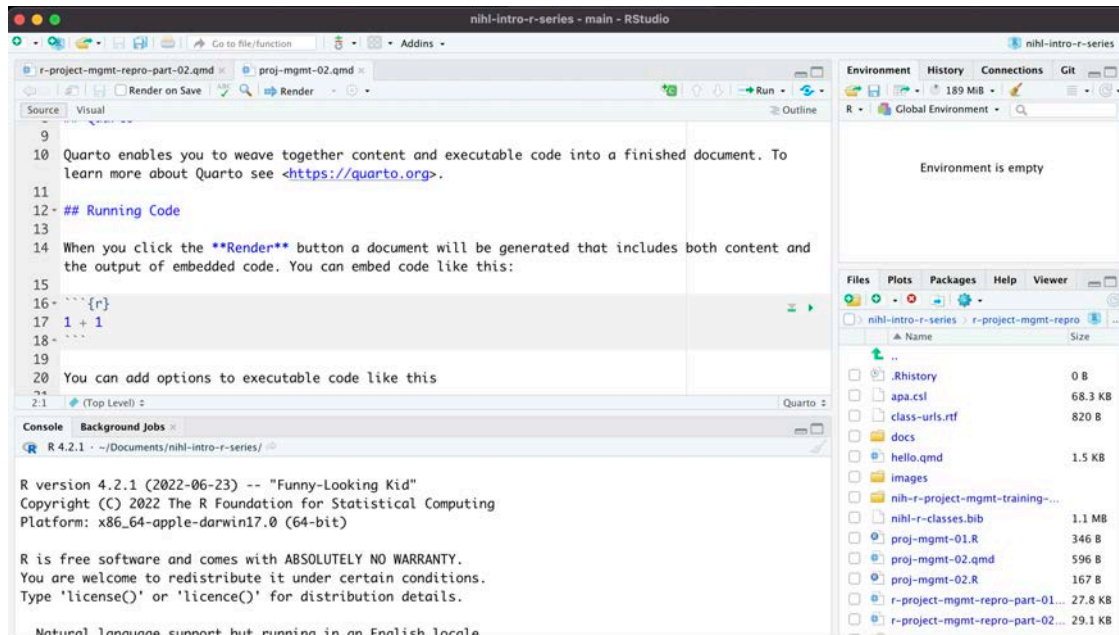 nihl-intro-r-series - main - RStudio
Go to file/function
Addins
nihl-intro-r-series
r-project-mgmt-repro-part-02.qmd
proj-mgmt-02.qmd
Render on Save
Render
Run
Source
Visual
Outline
9
10 Quarto enables you to weave together content and executable code into a finished document. To
learn more about Quarto see <https://quarto.org>.
11
12 ## Running Code
13
14 When you click the **Render** button a document will be generated that includes both content and
the output of embedded code. You can embed code like this:
15
16 ```{r}
17 1 + 1
18 ```
19
20 You can add options to executable code like this
2:1
(Top Level)
Quarto
Console
Background Jobs
R 4.2.1 · ~/Documents/nihl-intro-r-series/
R version 4.2.1 (2022-06-23) -- "Funny-Looking Kid"
Copyright (C) 2022 The R Foundation for Statistical Computing
Platform: x86_64-apple-darwin17.0 (64-bit)
R is free software and comes with ABSOLUTELY NO WARRANTY.
You are welcome to redistribute it under certain conditions.
Type 'license()' or 'licence()' for distribution details.
Natural language support but running in an English locale
Environment
History
Connections
Git
189 MiB
R
Global Environment
Environment is empty
Files
Plots
Packages
Help
Viewer
nihl-intro-r-series
r-project-mgmt-repro
...
Name
Size
..
.Rhistory 0 B
apa.csl 68.3 KB
class-urls.rtf 820 B
docs
hello.qmd 1.5 KB
images
nih-r-project-mgmt-training-...
nihl-r-classes.bib 1.1 MB
proj-mgmt-01.R 346 B
proj-mgmt-02.qmd 596 B
proj-mgmt-02.R 167 B
r-project-mgmt-repro-part-01... 27.8 KB
r-project-mgmt-repro-part-02... 29.1 KB